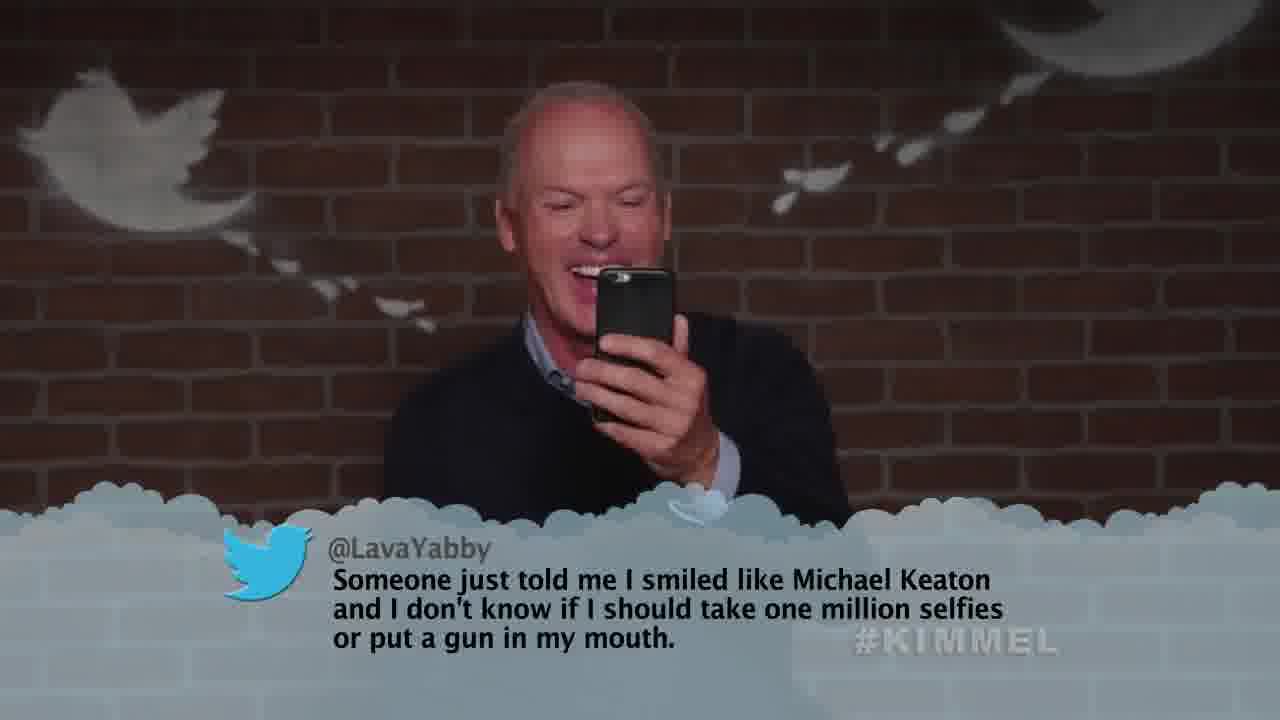 @LavaYabby
Someone just told me I smiled like Michael Keaton
and I don't know if I should take one million selfies
or put a gun in my mouth.
#KIMMEL